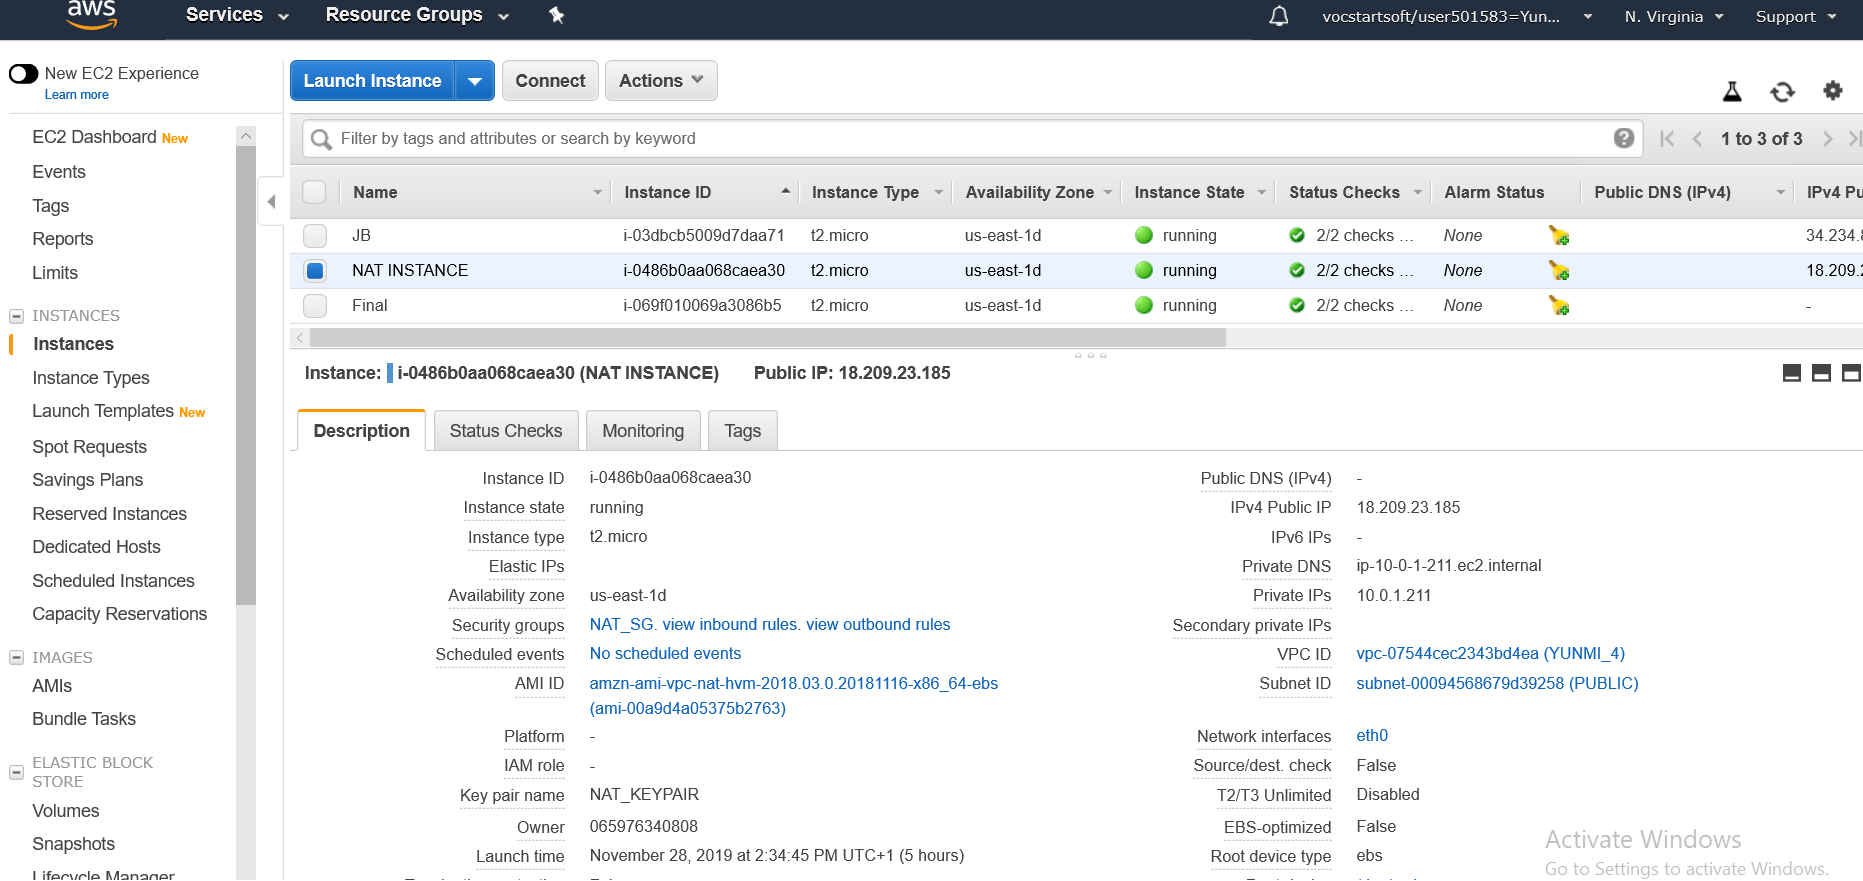 aws
Services
Resource Groups
vocstartsoft/user501583=Yun...
N. Virginia
Support
New EC2 Experience
Learn more
EC2 Dashboard New
Events
Tags
Reports
Limits
INSTANCES
Instances
Instance Types
Launch Templates New
Spot Requests
Savings Plans
Reserved Instances
Dedicated Hosts
Scheduled Instances
Capacity Reservations
IMAGES
AMIs
Bundle Tasks
ELASTIC BLOCK
STORE
Volumes
Snapshots
Lifecycle Manager
Launch Instance
Connect
Actions
Filter by tags and attributes or search by keyword
1 to 3 of 3
Name Instance ID Instance Type Availability Zone Instance State Status Checks Alarm Status Public DNS (IPv4) IPv4 Pu
JB i-03dbcb5009d7daa71 t2.micro us-east-1d running 2/2 checks ... None 34.234.
NAT INSTANCE i-0486b0aa068caea30 t2.micro us-east-1d running 2/2 checks ... None 18.209.
Final i-069f010069a3086b5 t2.micro us-east-1d running 2/2 checks ... None -
Instance: i-0486b0aa068caea30 (NAT INSTANCE) Public IP: 18.209.23.185
Description
Status Checks
Monitoring
Tags
Instance ID i-0486b0aa068caea30
Instance state running
Instance type t2.micro
Elastic IPs
Availability zone us-east-1d
Security groups NAT_SG. view inbound rules. view outbound rules
Scheduled events No scheduled events
AMI ID amzn-ami-vpc-nat-hvm-2018.03.0.20181116-x86_64-ebs
(ami-00a9d4a05375b2763)
Platform -
IAM role -
Key pair name NAT_KEYPAIR
Owner 065976340808
Launch time November 28, 2019 at 2:34:45 PM UTC+1 (5 hours)
Public DNS (IPv4) -
IPv4 Public IP 18.209.23.185
IPv6 IPs -
Private DNS ip-10-0-1-211.ec2.internal
Private IPs 10.0.1.211
Secondary private IPs
VPC ID vpc-07544cec2343bd4ea (YUNMI_4)
Subnet ID subnet-00094568679d39258 (PUBLIC)
Network interfaces eth0
Source/dest. check False
T2/T3 Unlimited Disabled
EBS-optimized False
Root device type ebs
Activate Windows
Go to Settings to activate Windows.